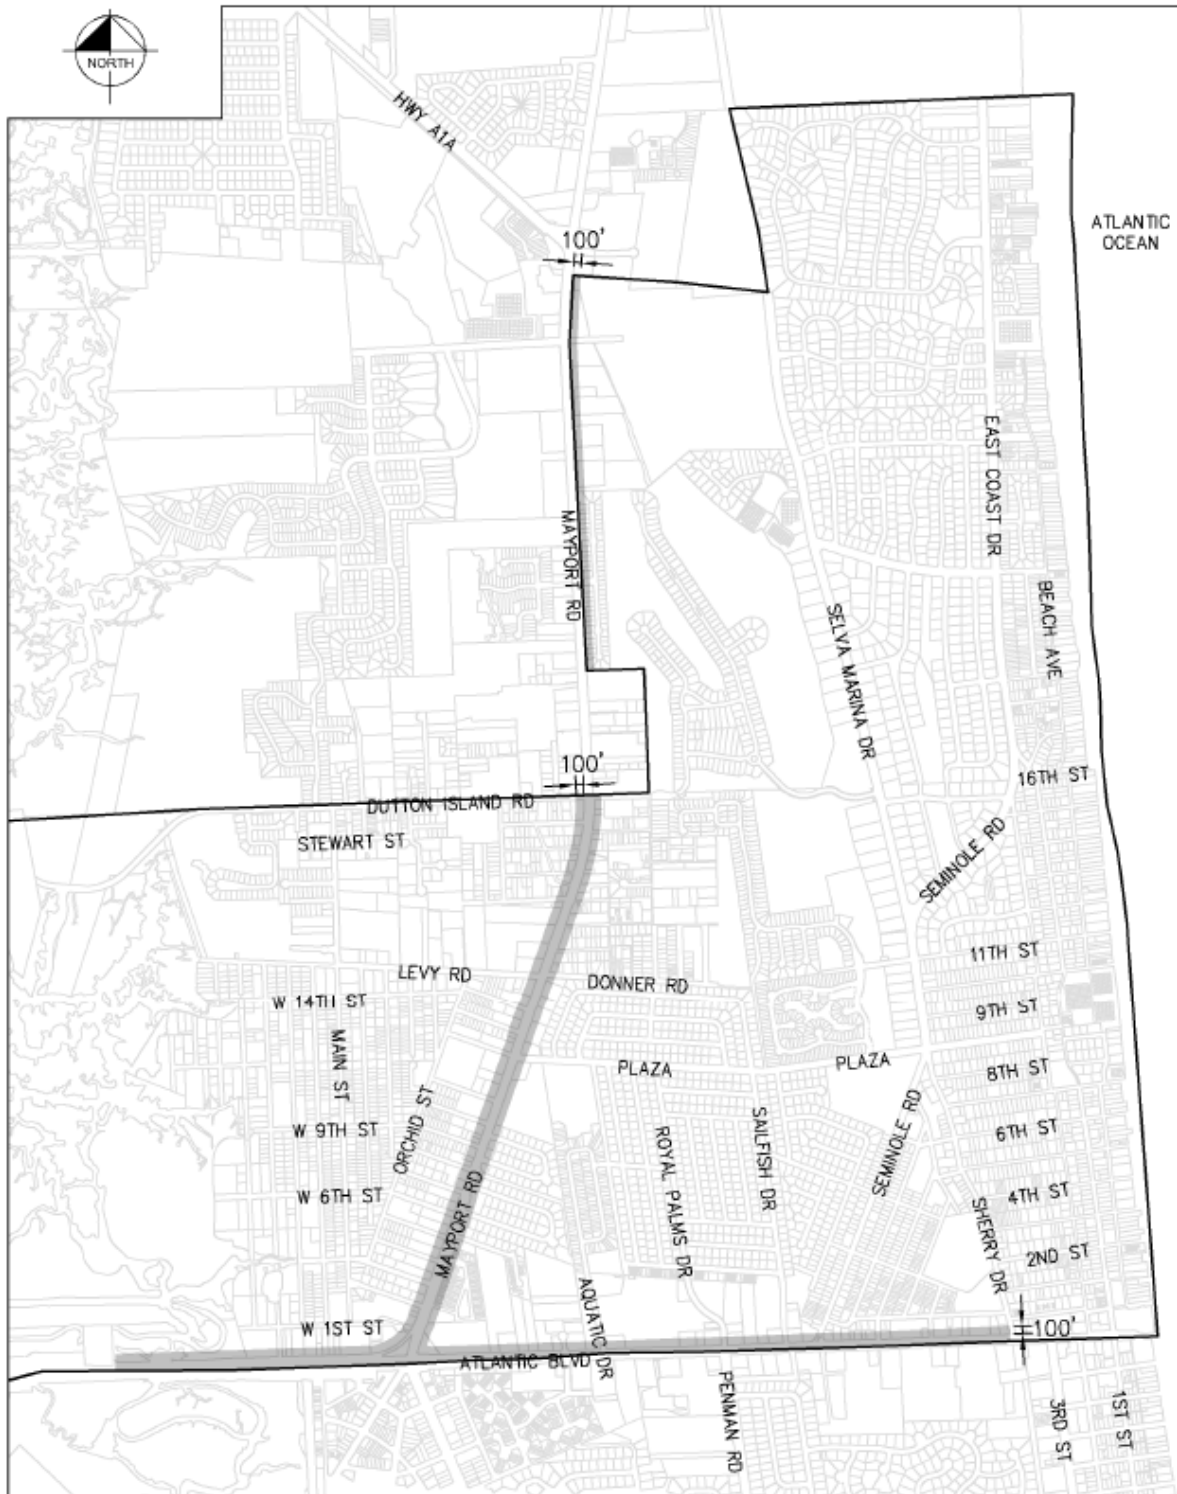 NORTH
HWY A1A
ATLANTIC
OCEAN
100'
EAST COAST DR
MAYPORT RD
BEACH AVE
SELVA MARINA DR
100'
16TH ST
DUTTON ISLAND RD
STEWART ST
SEMINOLE RD
11TH ST
LEVY RD
DONNER RD
W 14TH ST
9TH ST
MAIN ST
PLAZA
PLAZA
8TH ST
ORCHID ST
W 9TH ST
ROYAL PALMS DR
SAILFISH DR
SEMINOLE RD
6TH ST
W 6TH ST
MAYPORT RD
4TH ST
SHERRY DR
2ND ST
AQUATIC DR
W 1ST ST
100'
ATLANTIC BLVD
PENMAN RD
3RD ST
1ST ST